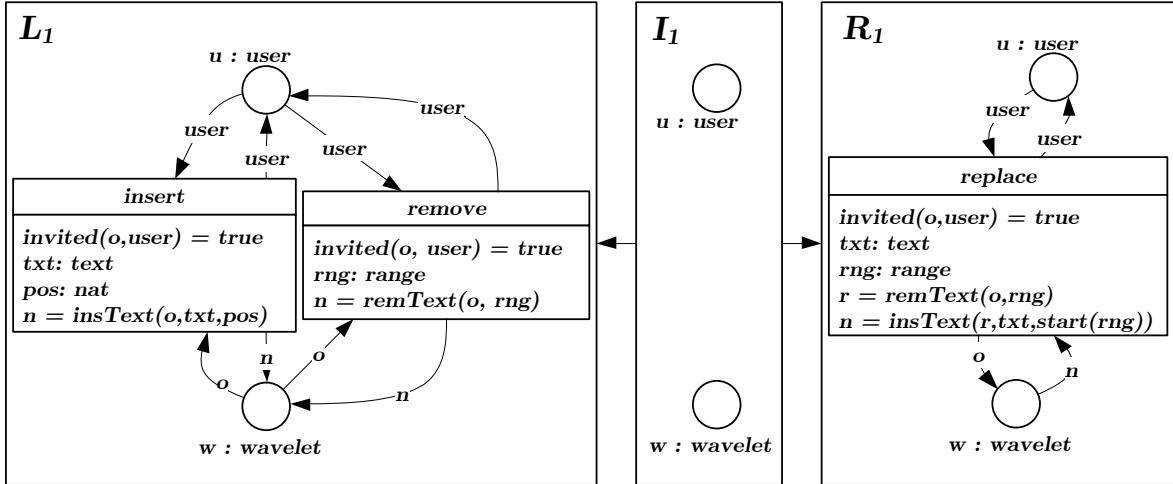 L1
u : user
user
user
user
user
insert
invited(o,user) = true
txt: text
pos: nat
n = insText(o,txt,pos)
remove
invited(o, user) = true
rng: range
n = remText(o, rng)
n
o
o
n
w : wavelet
I1
u : user
w : wavelet
R1
u : user
user
user
replace
invited(o,user) = true
txt: text
rng: range
r = remText(o,rng)
n = insText(r,txt,start(rng))
o
n
w : wavelet